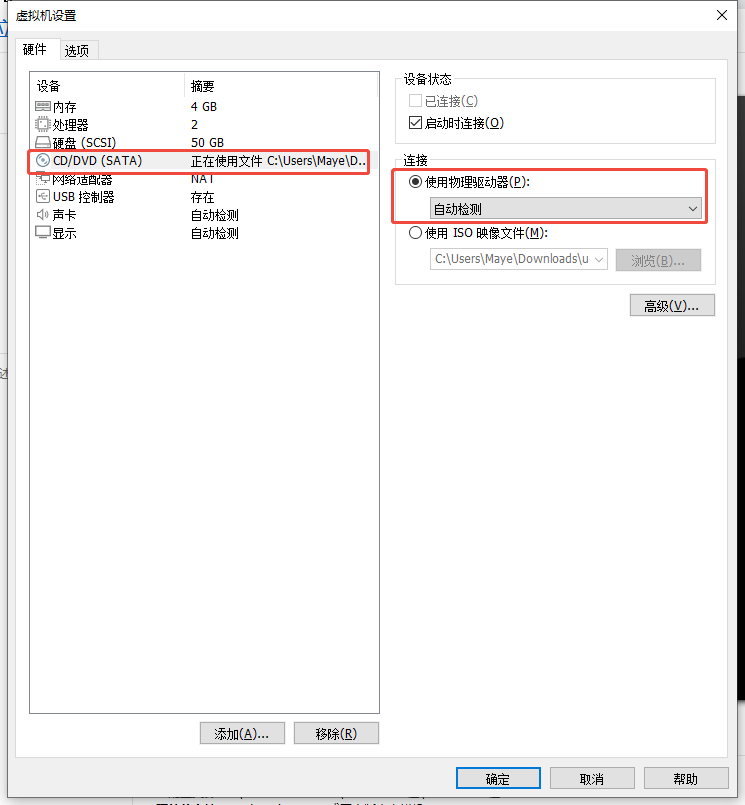 虚拟机设置
硬件 选项
设备 摘要
内存 4 GB
处理器 2
硬盘 (SCSI) 50 GB
CD/DVD (SATA) 正在使用文件 C:\Users\Maye\D...
网络适配器 NAT
USB 控制器 存在
声卡 自动检测
显示 自动检测
添加(A)... 移除(R)
设备状态
已连接(C)
启动时连接(O)
连接
使用物理驱动器(P):
自动检测
使用 ISO 映像文件(M):
C:\Users\Maye\Downloads\u
浏览(B)...
高级(V)...
确定 取消 帮助